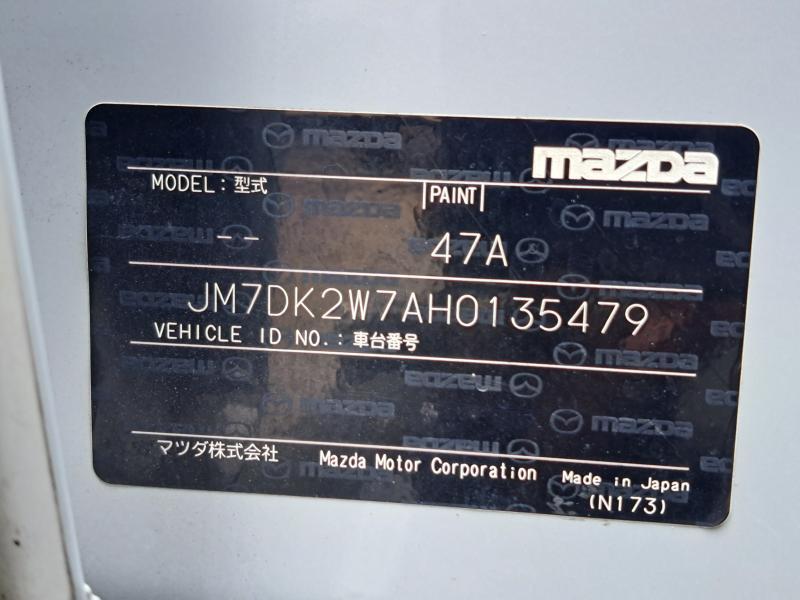 mazda
MODEL:型式
PAINT
-- 47A
JM7DK2W7AH0135479
VEHICLE ID NO.:車台番号
マツダ株式会社 Mazda Motor Corporation Made in Japan
(N173)